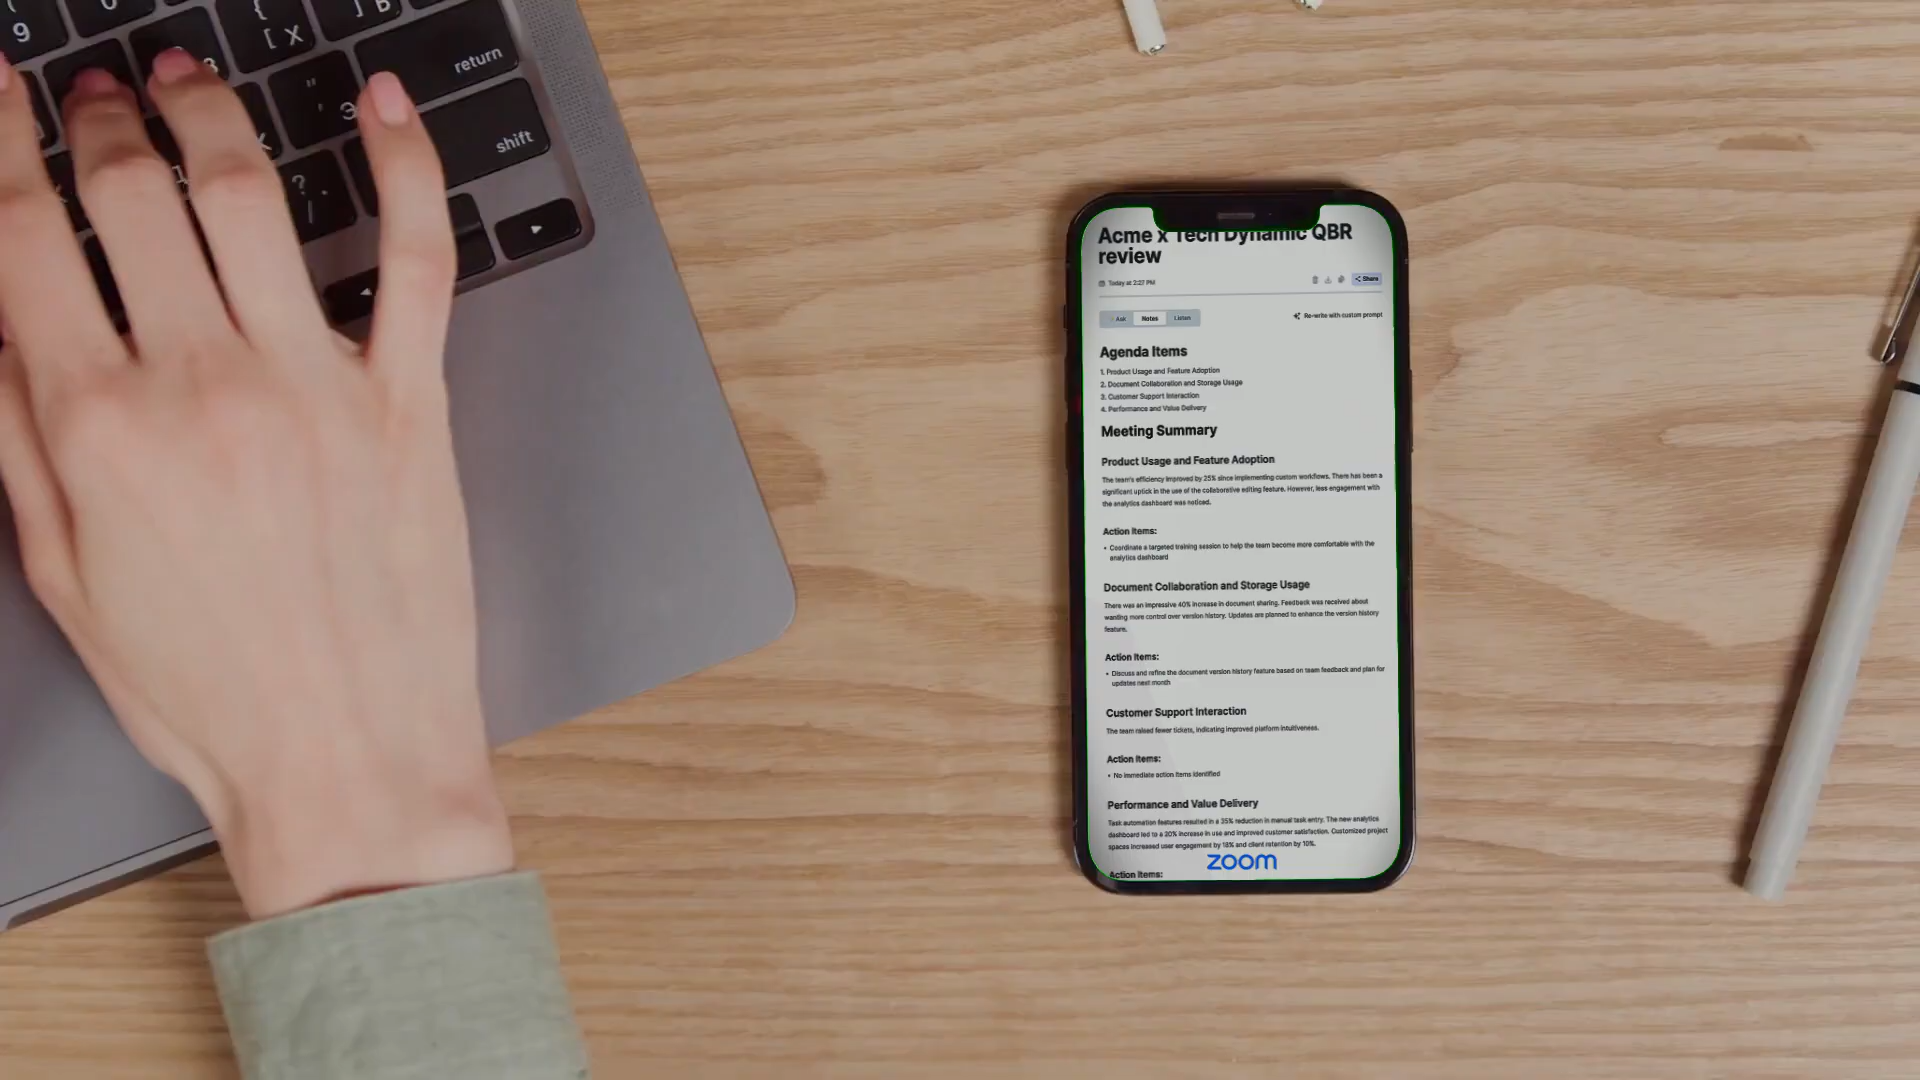 9
0
{
[ X
] Ъ
return
"
' Э
shift
?
/ .
Acme x Tech Dynamic QBR
review
Today at 2:27 PM
Share
Ask Notes Listen
Re-write with custom prompt
Agenda Items
1. Product Usage and Feature Adoption
2. Document Collaboration and Storage Usage
3. Customer Support Interaction
4. Performance and Value Delivery
Meeting Summary
Product Usage and Feature Adoption
The team's efficiency improved by 25% since implementing custom workflows. There has been a
significant uptick in the use of the collaborative editing feature. However, less engagement with
the analytics dashboard was noticed.
Action Items:
• Coordinate a targeted training session to help the team become more comfortable with the
analytics dashboard
Document Collaboration and Storage Usage
There was an impressive 40% increase in document sharing. Feedback was received about
wanting more control over version history. Updates are planned to enhance the version history
feature.
Action Items:
• Discuss and refine the document version history feature based on team feedback and plan for
updates next month
Customer Support Interaction
The team raised fewer tickets, indicating improved platform intuitiveness.
Action Items:
• No immediate action items identified
Performance and Value Delivery
Task automation features resulted in a 35% reduction in manual task entry. The new analytics
dashboard led to a 20% increase in use and improved customer satisfaction. Customized project
spaces increased user engagement by 18% and client retention by 10%.
zoom
Action Items: